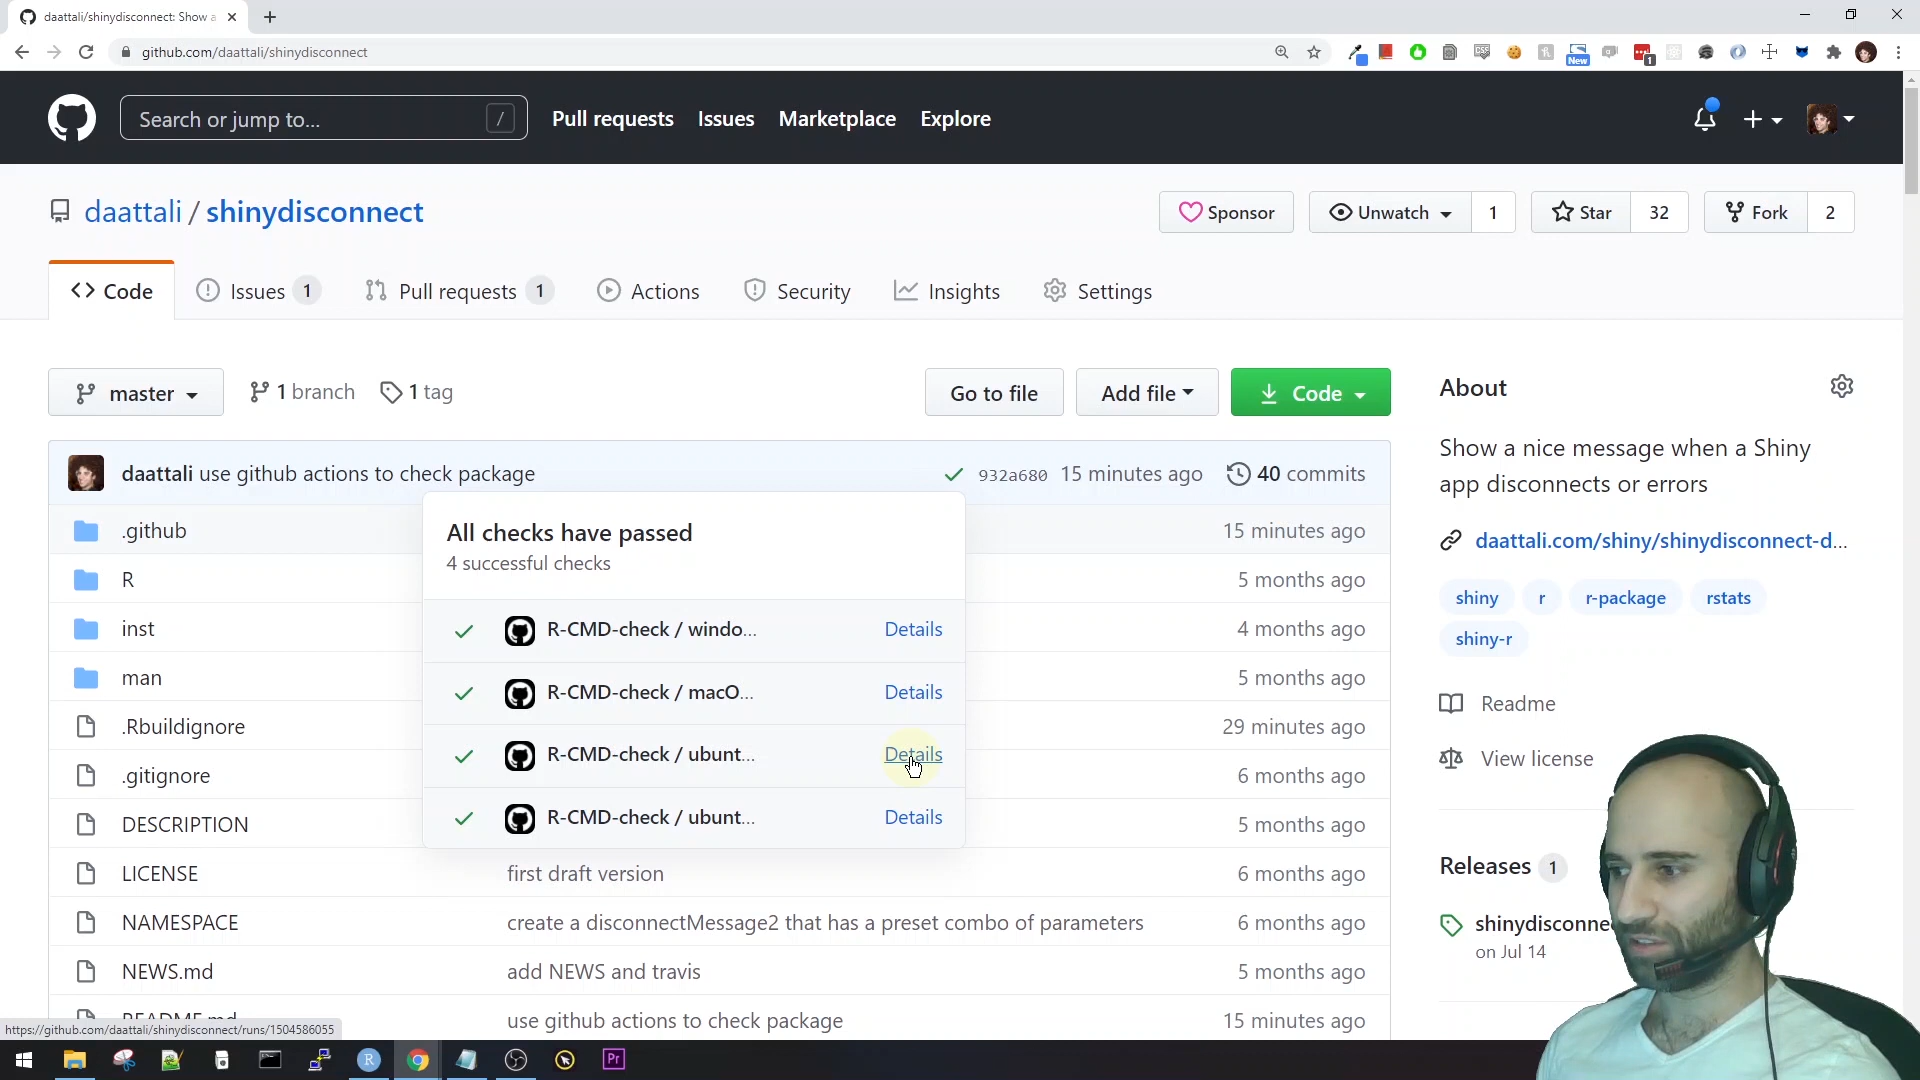 daattali/shinydisconnect: Show a
github.com/daattali/shinydisconnect
New
1
Search or jump to...
/
Pull requests
Issues
Marketplace
Explore
daattali / shinydisconnect
Sponsor
Unwatch
1
Star
32
Fork
2
Code
Issues 1
Pull requests 1
Actions
Security
Insights
Settings
master
1 branch
1 tag
Go to file
Add file
Code
About
Show a nice message when a Shiny
app disconnects or errors
daattali.com/shiny/shinydisconnect-d...
shiny
r
r-package
rstats
shiny-r
Readme
View license
Releases 1
on Jul 14
daattali use github actions to check package
932a680 15 minutes ago
40 commits
All checks have passed
4 successful checks
R-CMD-check / windo... Details
R-CMD-check / macO... Details
R-CMD-check / ubunt... Details
R-CMD-check / ubunt... Details
.github
15 minutes ago
R
5 months ago
inst
4 months ago
man
5 months ago
.Rbuildignore
29 minutes ago
.gitignore
6 months ago
DESCRIPTION
5 months ago
LICENSE first draft version 6 months ago
NAMESPACE create a disconnectMessage2 that has a preset combo of parameters 6 months ago
NEWS.md add NEWS and travis 5 months ago
README.md use github actions to check package 15 minutes ago
https://github.com/daattali/shinydisconnect/runs/1504586055
R
Pr